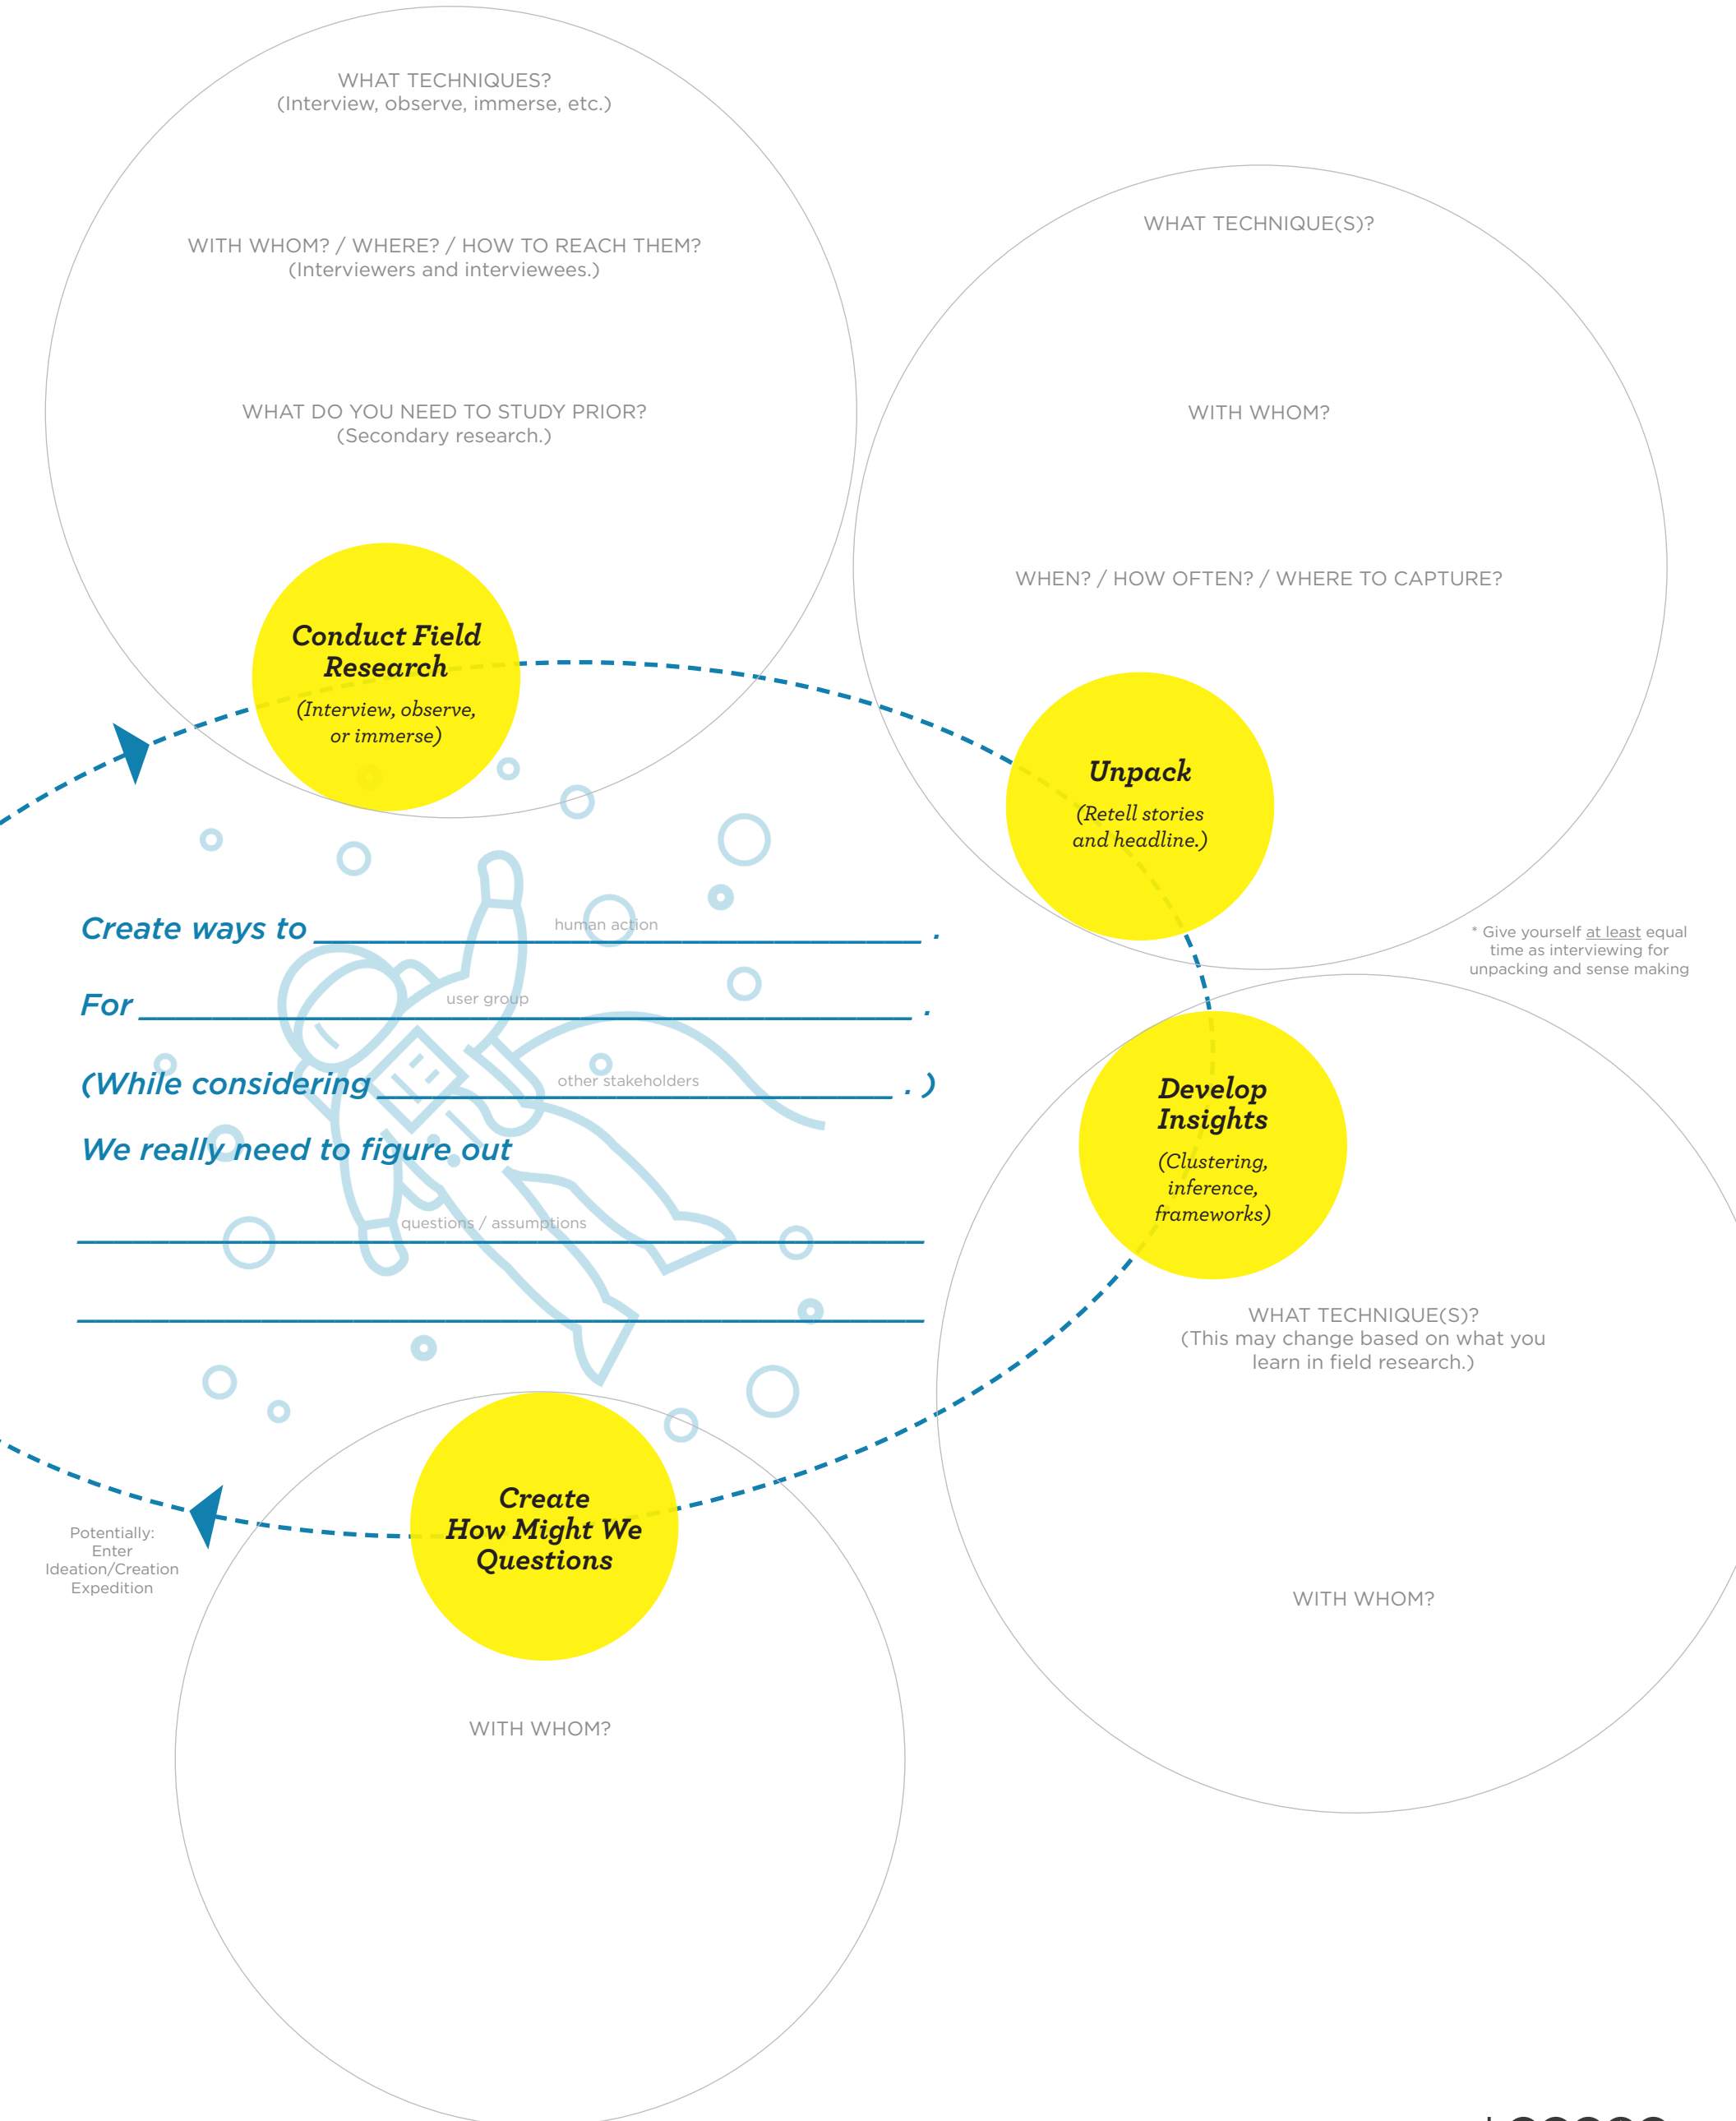 WHAT TECHNIQUES?
(Interview, observe, immerse, etc.)
WITH WHOM? / WHERE? / HOW TO REACH THEM?
(Interviewers and interviewees.)
WHAT DO YOU NEED TO STUDY PRIOR?
(Secondary research.)
Conduct Field
Research
(Interview, observe,
or immerse)
WHAT TECHNIQUE(S)?
WITH WHOM?
WHEN? / HOW OFTEN? / WHERE TO CAPTURE?
Unpack
(Retell stories
and headline.)
* Give yourself at least equal
time as interviewing for
unpacking and sense making
Create ways to human action .
For user group .
(While considering other stakeholders . )
We really need to figure out
questions / assumptions
Develop
Insights
(Clustering,
inference,
frameworks)
WHAT TECHNIQUE(S)?
(This may change based on what you
learn in field research.)
WITH WHOM?
Create
How Might We
Questions
WITH WHOM?
Potentially:
Enter
Ideation/Creation
Expedition